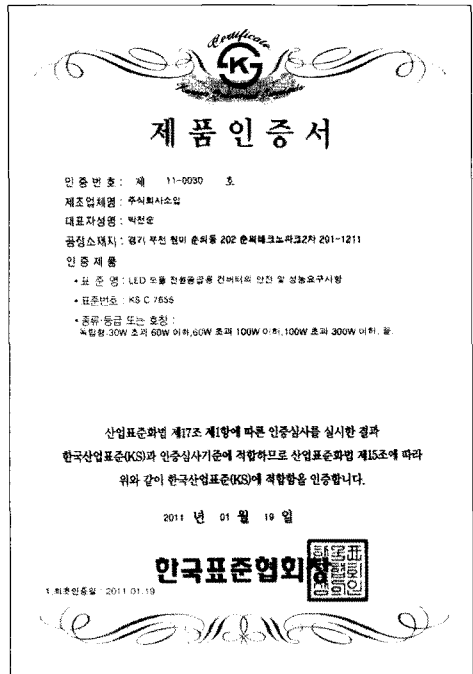 Certificate
K
제품인증서
인증번호 : 제 11-0030 호
제조업체명 : 주식회사소입
대표자성명 : 박찬순
공장소재지 : 경기 부천 원미 춘의동 202 춘의테크노파크2차 201-1211
인증제품
• 표 준 명 : LED 모듈 전원공급용 컨버터의 안전 및 성능요구사항
• 표준번호 : KS C 7655
• 종류·등급 또는 호칭 :
독립형-30W 초과 60W 이하,60W 초과 100W 이하,100W 초과 300W 이하. 끝.
산업표준화법 제17조 제1항에 따른 인증심사를 실시한 결과
한국산업표준(KS)과 인증심사기준에 적합하므로 산업표준화법 제15조에 따라
위와 같이 한국산업표준(KS)에 적합함을 인증합니다.
2011 년 01 월 19 일
한국표준협회장
1.최초인증일 : 2011.01.19